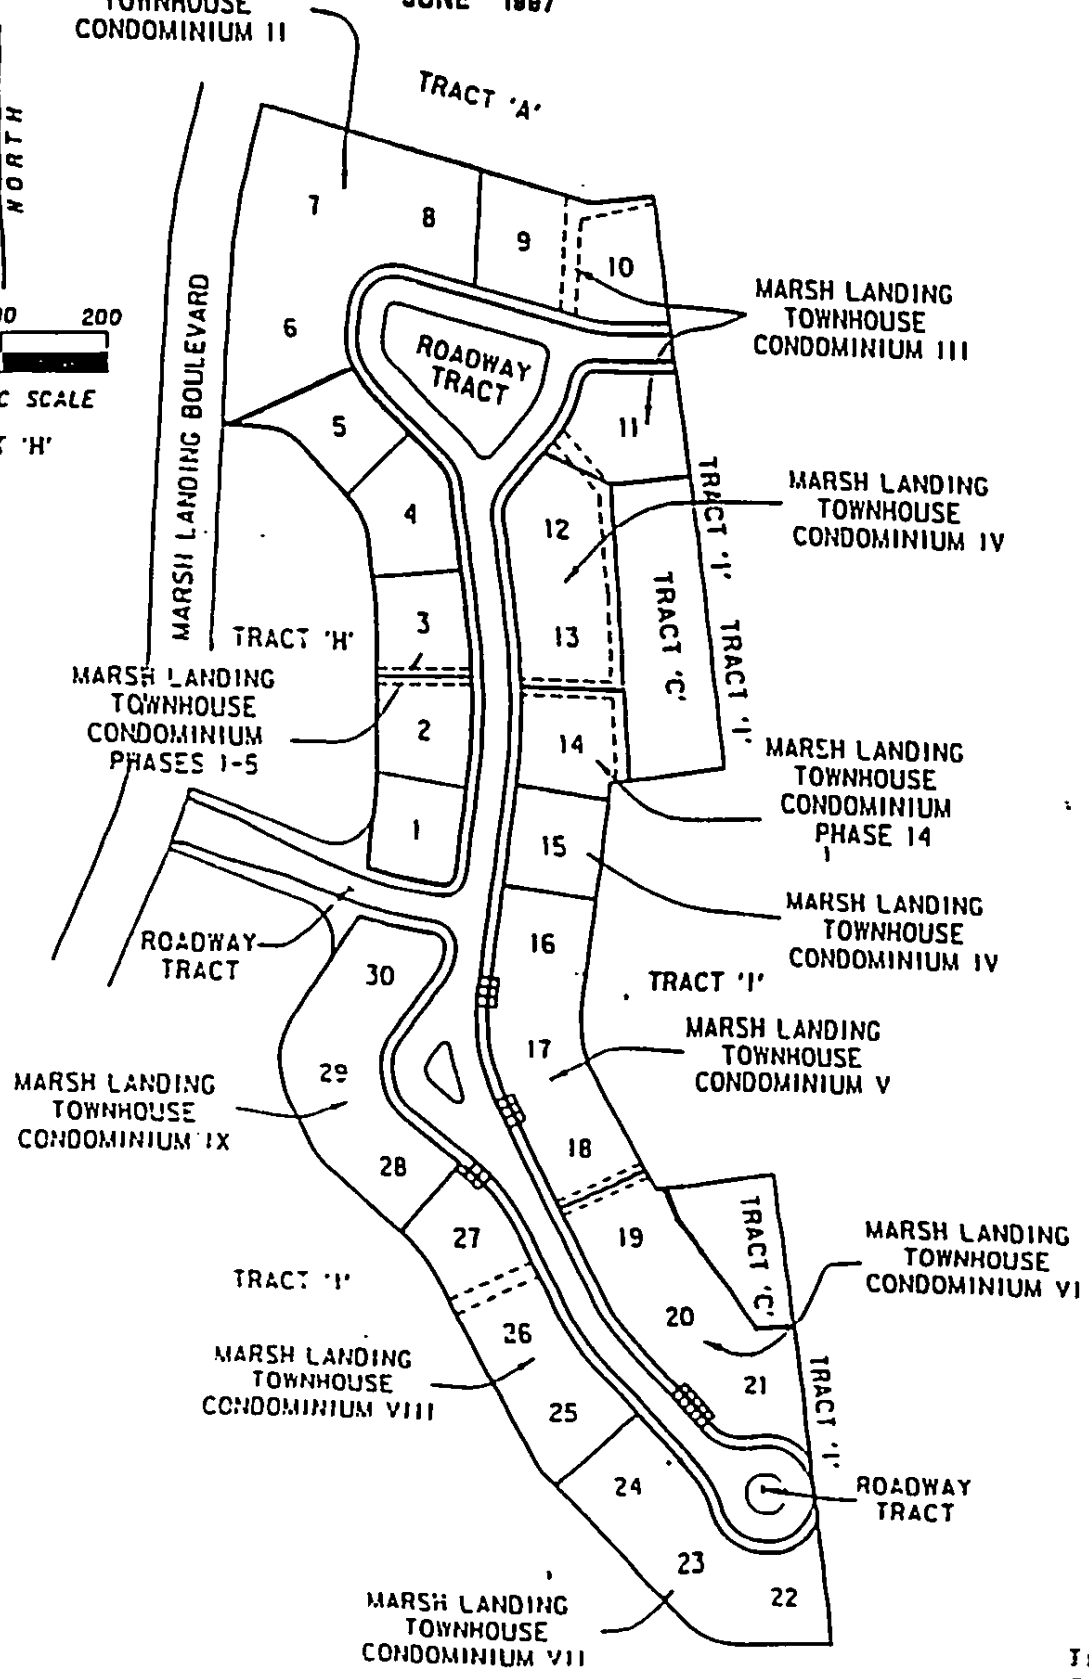 TOWNHOUSE
CONDOMINIUM II
JUNE 1987
TRACT 'A'
NORTH
200
SCALE
'H'
MARSH LANDING BOULEVARD
7
8
9
10
6
ROADWAY
TRACT
MARSH LANDING
TOWNHOUSE
CONDOMINIUM III
5
11
4
12
MARSH LANDING
TOWNHOUSE
CONDOMINIUM IV
TRACT 'I'
TRACT 'C'
TRACT 'I'
3
13
TRACT 'H'
MARSH LANDING
TOWNHOUSE
CONDOMINIUM
PHASES 1-5
2
14
MARSH LANDING
TOWNHOUSE
CONDOMINIUM
PHASE 14
1
15
MARSH LANDING
TOWNHOUSE
CONDOMINIUM IV
ROADWAY
TRACT
30
16
TRACT 'I'
17
MARSH LANDING
TOWNHOUSE
CONDOMINIUM V
29
MARSH LANDING
TOWNHOUSE
CONDOMINIUM IX
28
18
27
19
TRACT 'C'
MARSH LANDING
TOWNHOUSE
CONDOMINIUM VI
TRACT 'I'
20
26
MARSH LANDING
TOWNHOUSE
CONDOMINIUM VIII
21
TRACT 'I'
25
24
ROADWAY
TRACT
23
22
MARSH LANDING
TOWNHOUSE
CONDOMINIUM VII